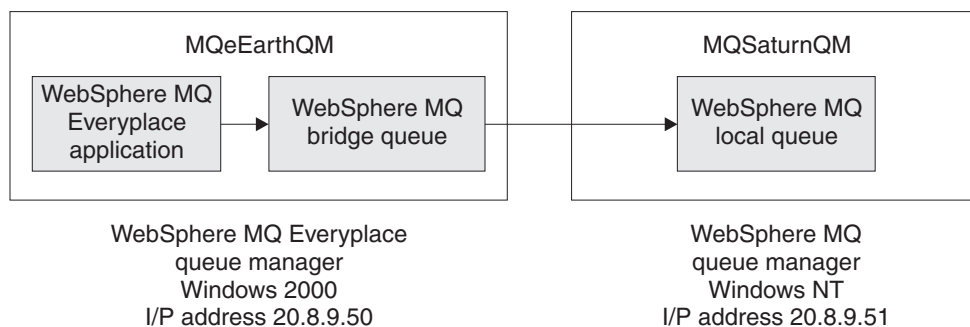 MQeEarthQM
WebSphere MQ
Everyplace
application
WebSphere MQ
bridge queue
WebSphere MQ Everyplace
queue manager
Windows 2000
I/P address 20.8.9.50
MQSaturnQM
WebSphere MQ
local queue
WebSphere MQ
queue manager
Windows NT
I/P address 20.8.9.51